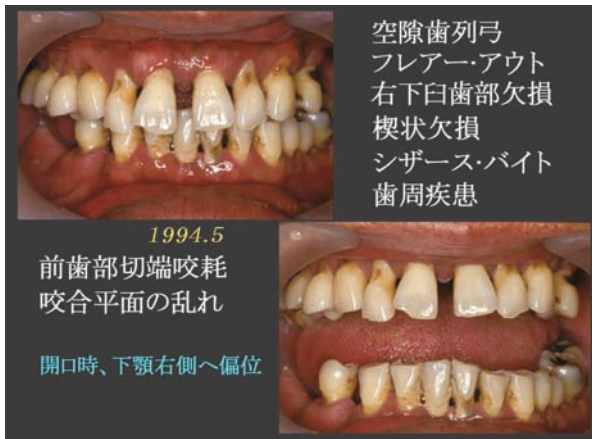 空隙歯列弓
フレアー・アウト
右下臼歯部欠損
楔状欠損
シザース・バイト
歯周疾患
1994.5
前歯部切端咬耗
咬合平面の乱れ
開口時、下顎右側へ偏位